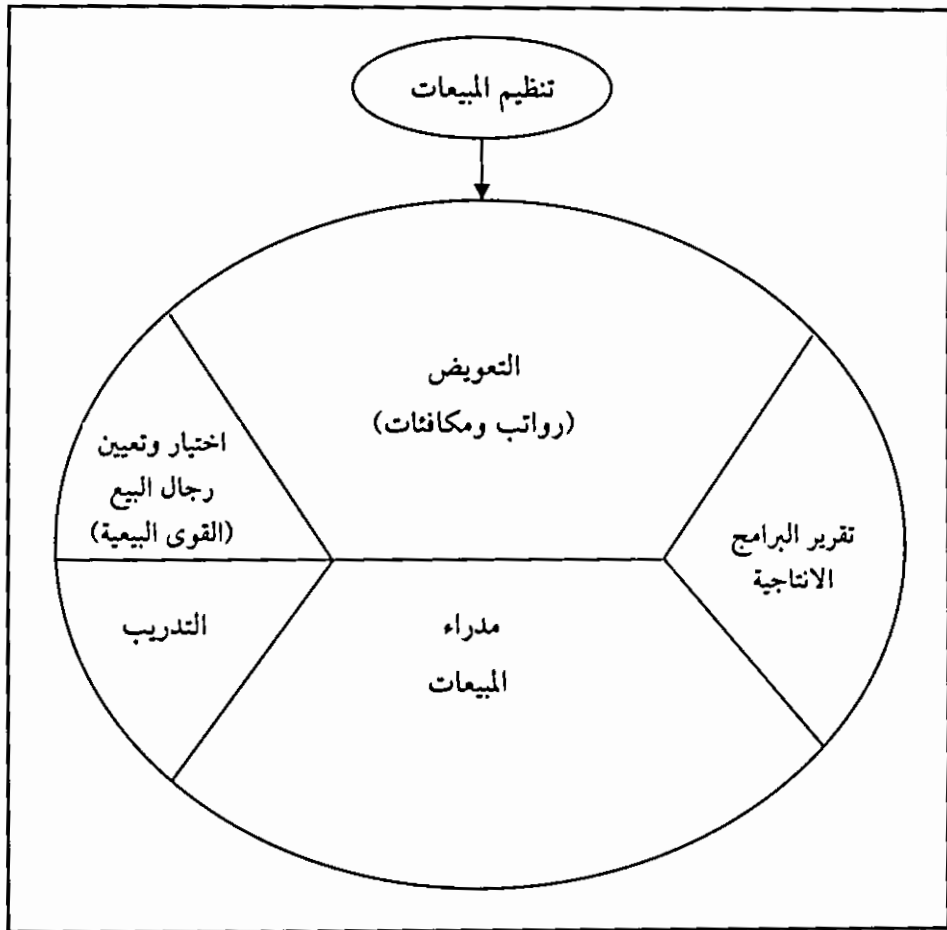 تنظيم المبيعات
التعويض
(رواتب ومكافئات)
تقرير البرامج
الانتاجية
اختيار وتعيين
رجال البيع
(القوى البيعية)
مدراء
المبيعات
التدريب